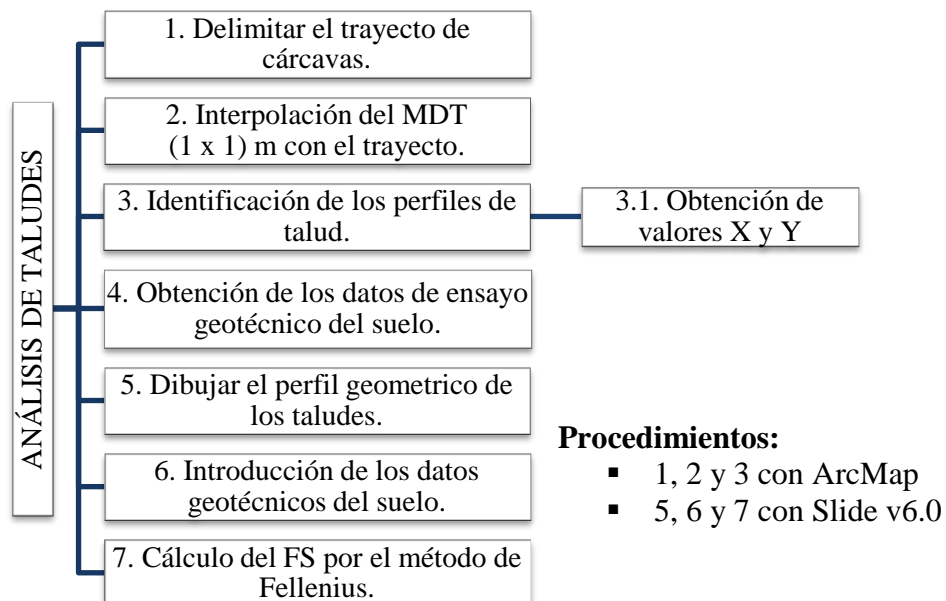 ANÁLISIS DE TALUDES
1. Delimitar el trayecto de
cárcavas.
2. Interpolación del MDT
(1 x 1) m con el trayecto.
3. Identificación de los perfiles de
talud.
3.1. Obtención de
valores X y Y
4. Obtención de los datos de ensayo
geotécnico del suelo.
5. Dibujar el perfil geometrico de
los taludes.
6. Introducción de los datos
geotécnicos del suelo.
7. Cálculo del FS por el método de
Fellenius.
Procedimientos:
▪ 1, 2 y 3 con ArcMap
▪ 5, 6 y 7 con Slide v6.0